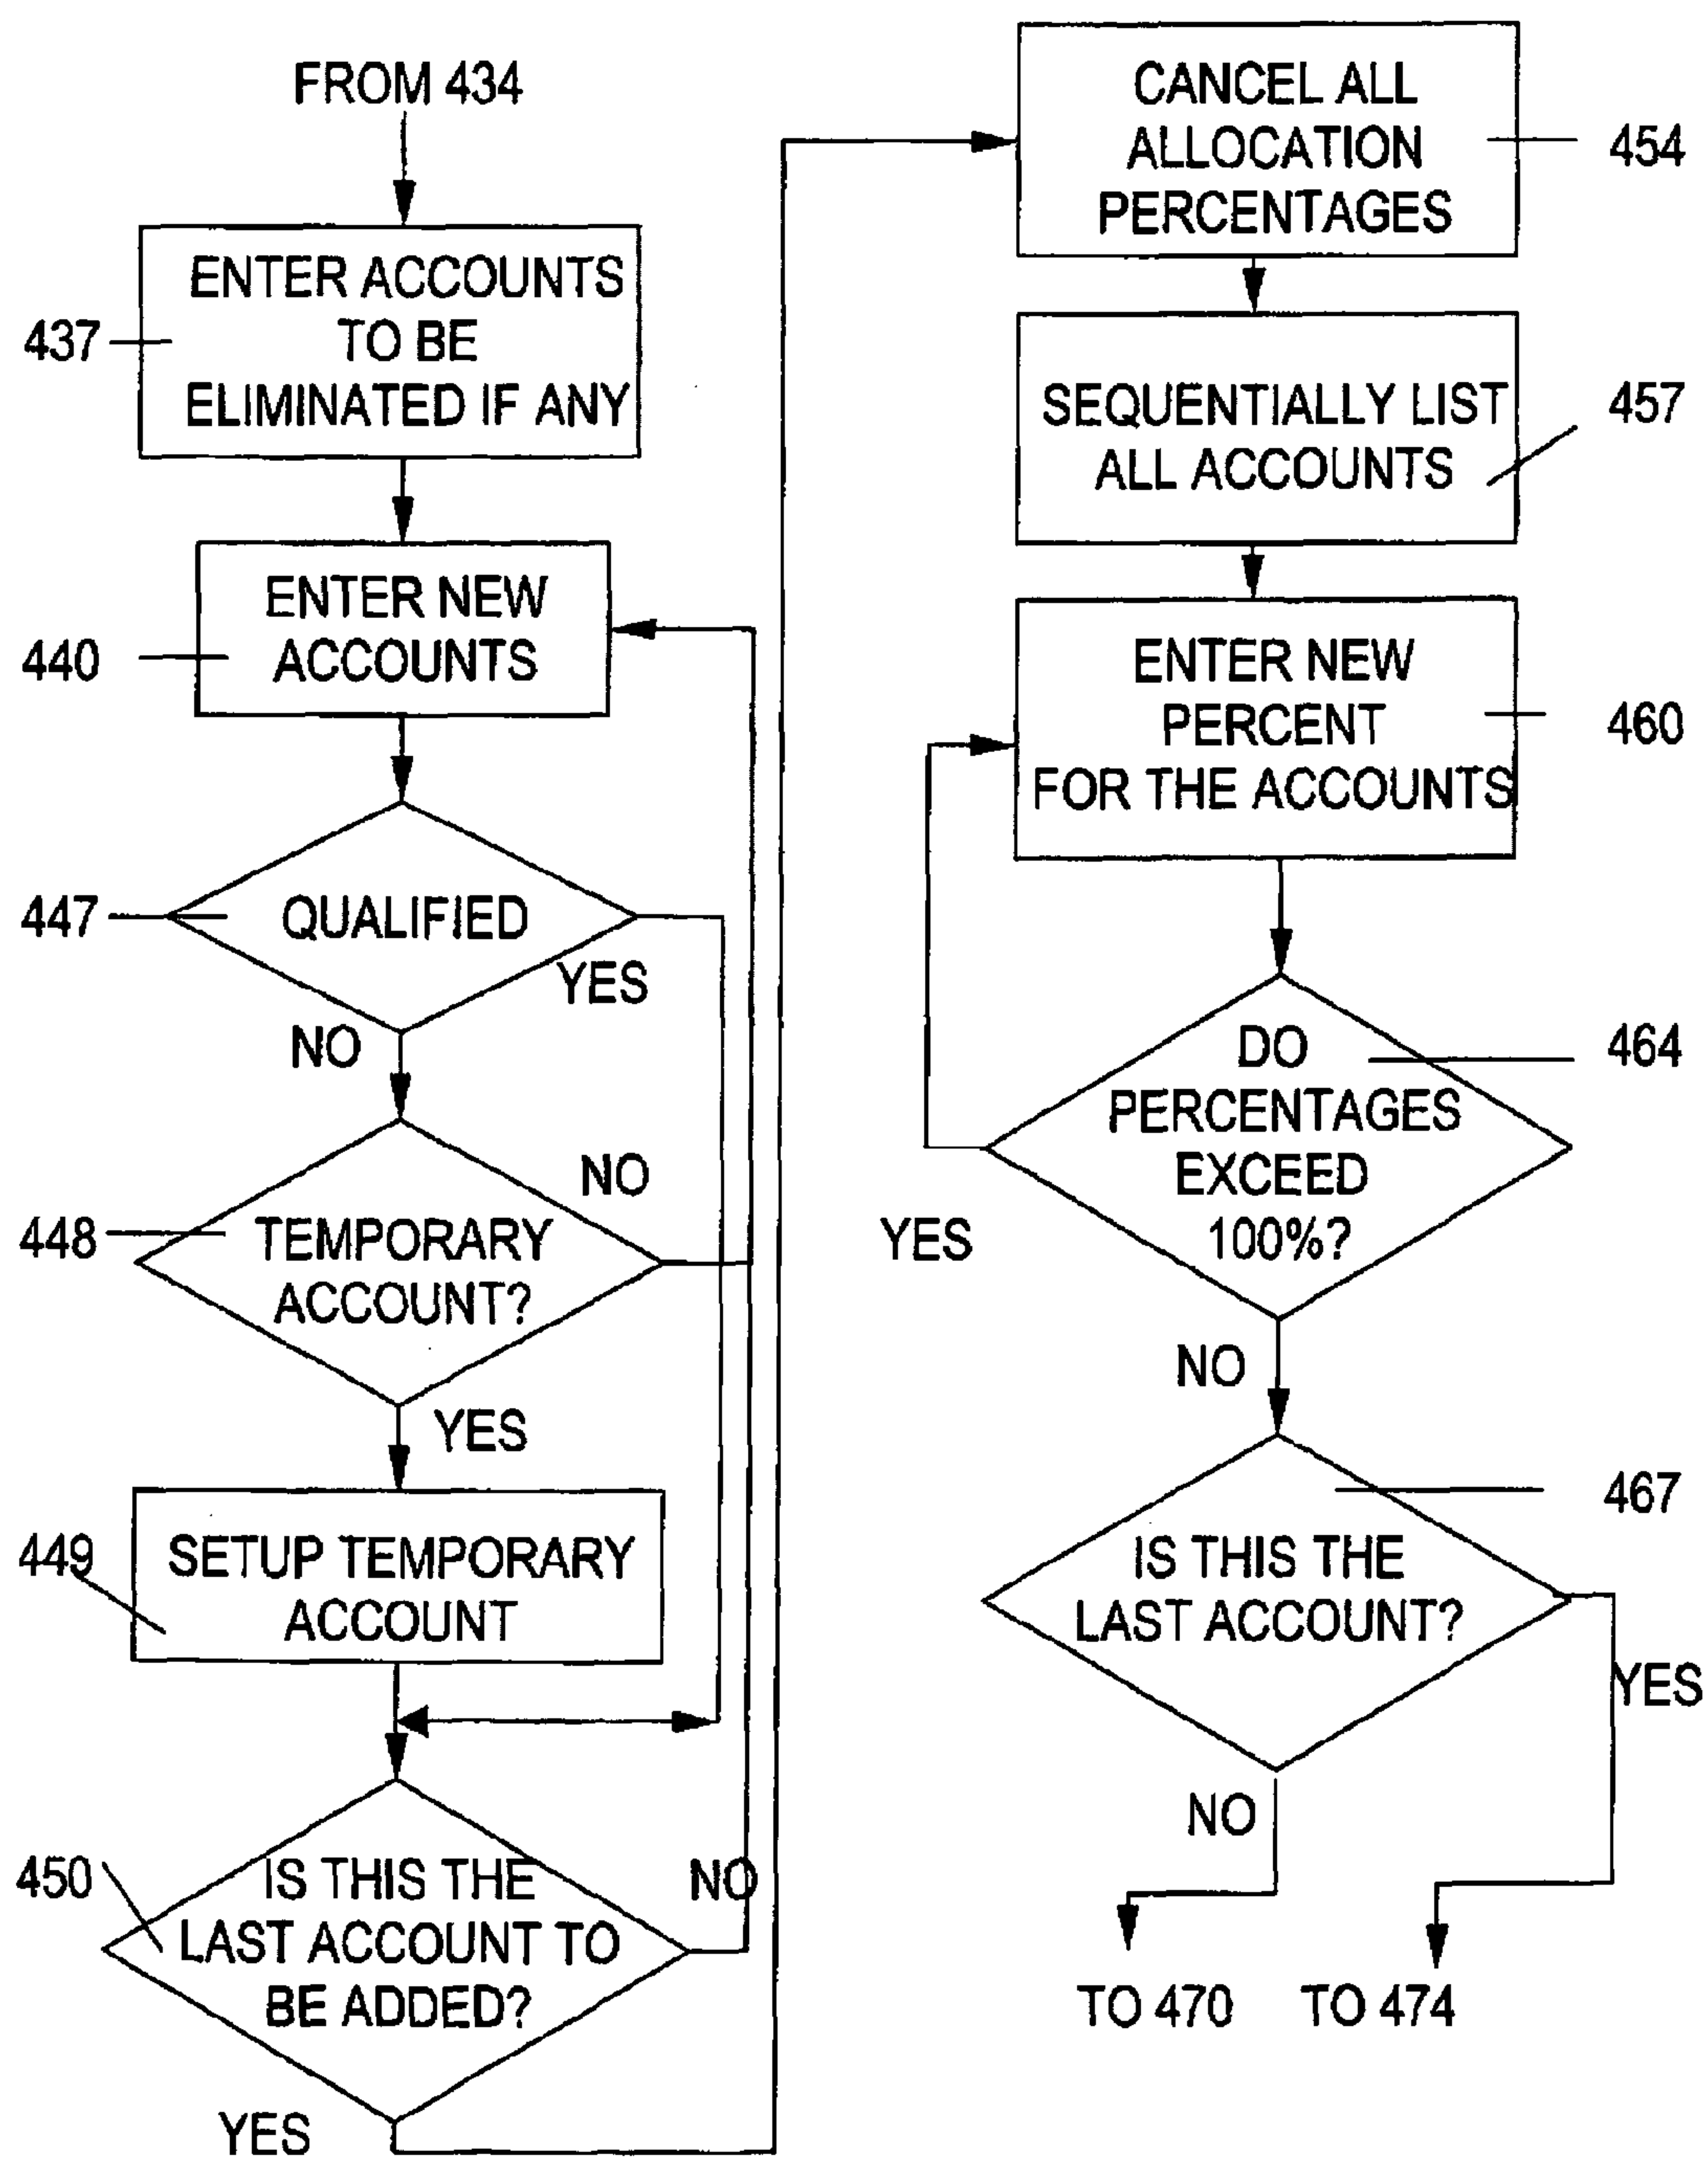 FROM 434
437
ENTER ACCOUNTS
TO BE
ELIMINATED IF ANY
440
ENTER NEW
ACCOUNTS
447
QUALIFIED
YES
NO
448
TEMPORARY
ACCOUNT?
NO
YES
449
SETUP TEMPORARY
ACCOUNT
450
IS THIS THE
LAST ACCOUNT TO
BE ADDED?
NO
YES
CANCEL ALL
ALLOCATION
PERCENTAGES
454
SEQUENTIALLY LIST
ALL ACCOUNTS
457
ENTER NEW
PERCENT
FOR THE ACCOUNTS
460
DO
PERCENTAGES
EXCEED
100%?
464
YES
NO
IS THIS THE
LAST ACCOUNT?
467
YES
NO
TO 470
TO 474